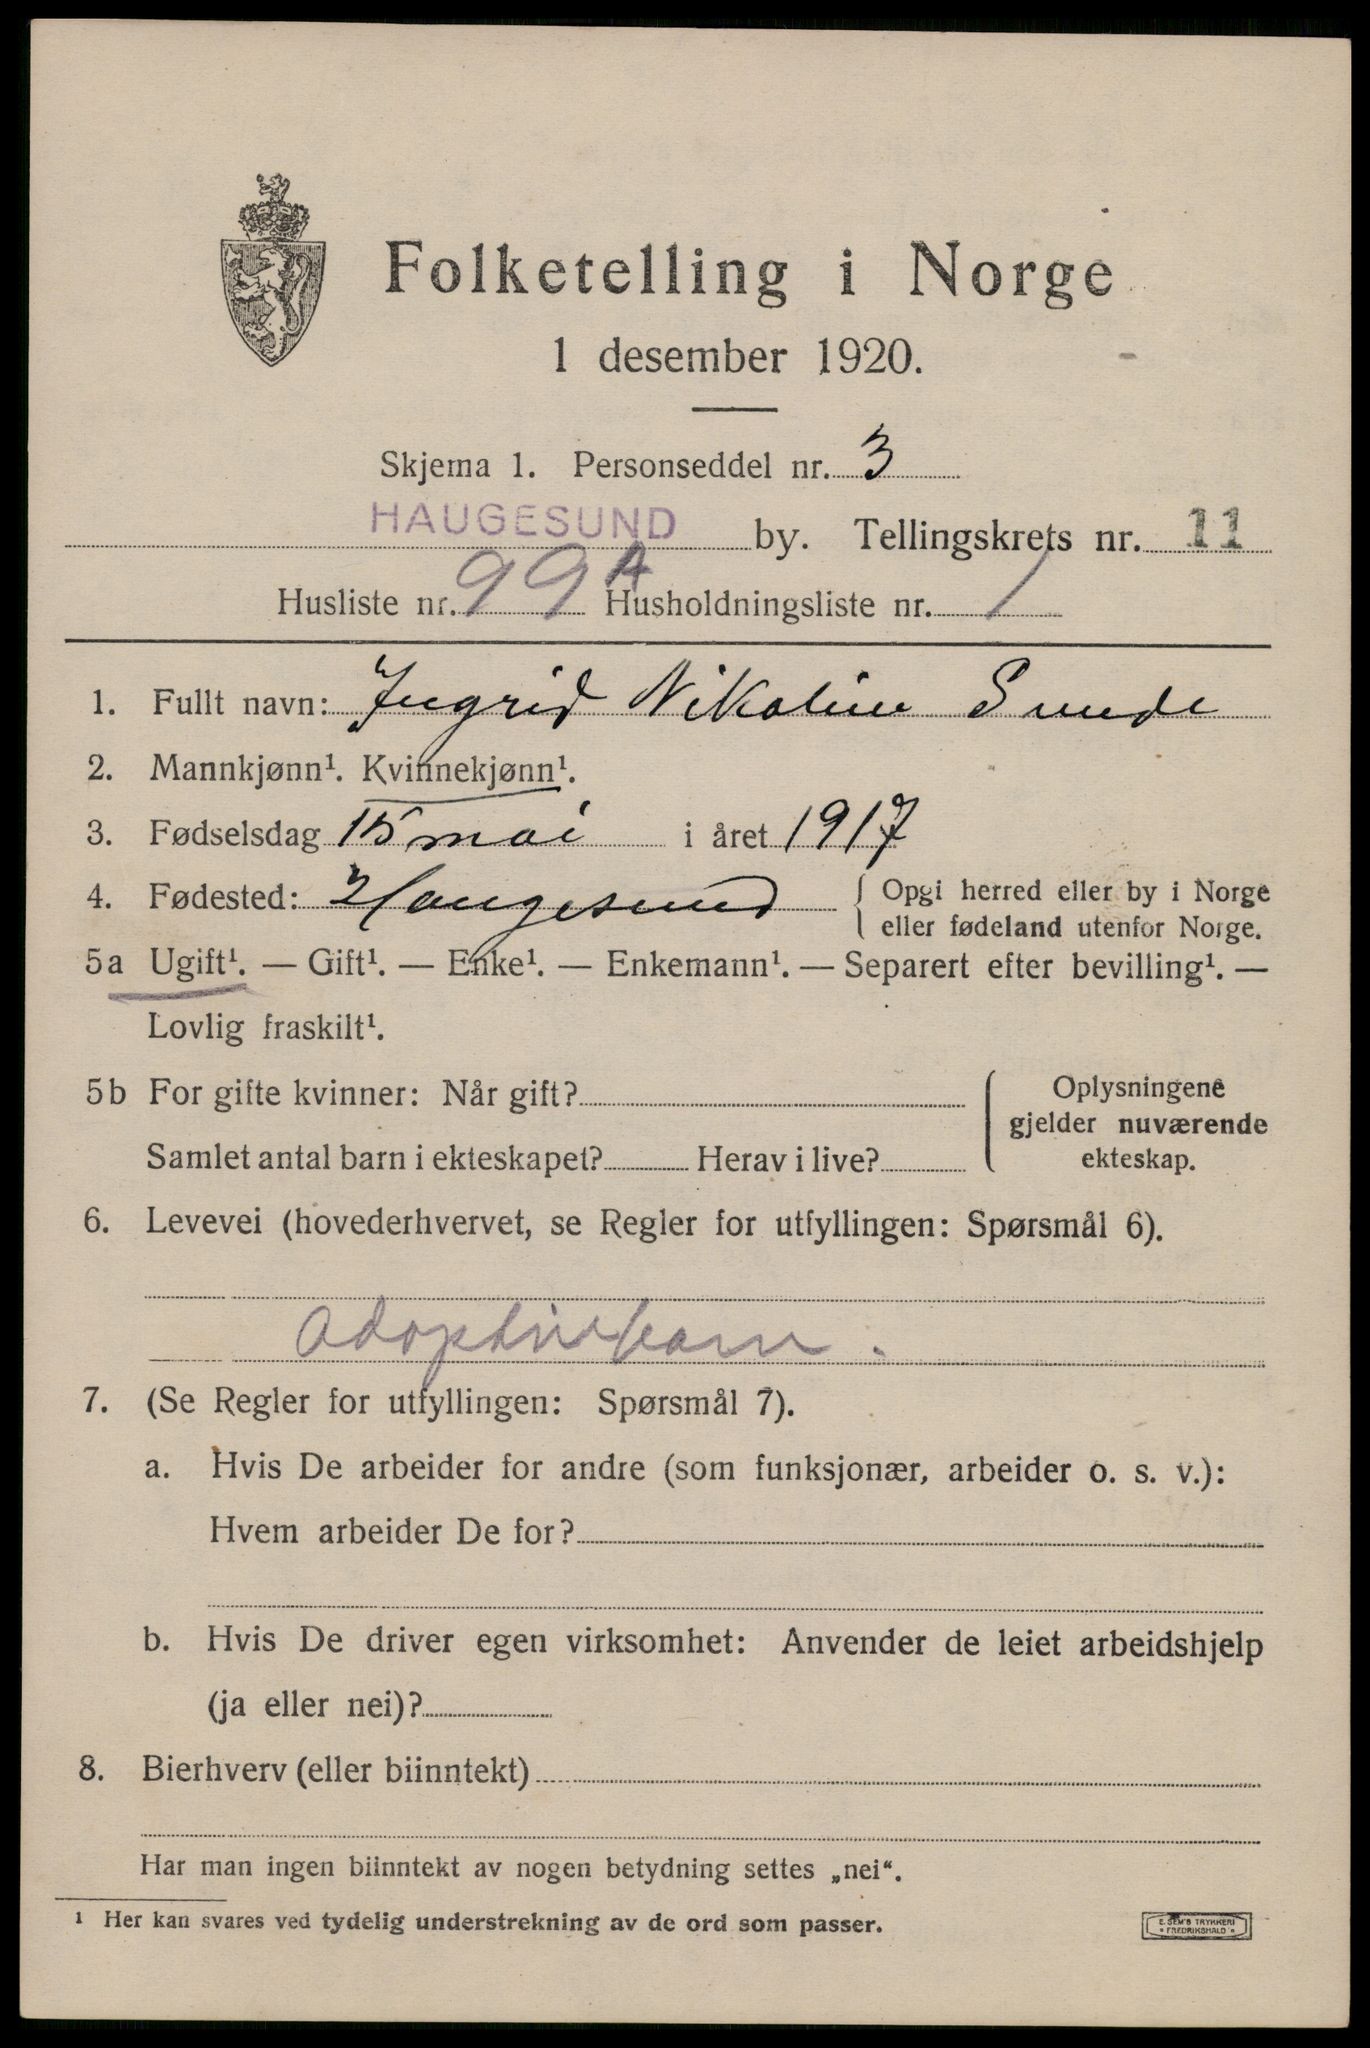 Folketelling i Norge
1 desember 1920.
Skjema 1. Personseddel nr. 3
HAUGESUND by. Tellingskrets nr. 11
Husliste nr. 99A Husholdningsliste nr. 1
1. Fullt navn: Ingrid Nikoline Sunde
2. Mannkjønn¹. Kvinnekjønn¹.
3. Fødselsdag 15 mai i året 1917
4. Fødested: Haugesund { Opgi herred eller by i Norge
eller fødeland utenfor Norge.
5a Ugift¹. — Gift¹. — Enke¹. — Enkemann¹. — Separert efter bevilling¹. —
Lovlig fraskilt¹.
5b For gifte kvinner: Når gift? { Oplysningene
gjelder nuværende
Samlet antal barn i ekteskapet? Herav i live? ekteskap.
6. Levevei (hovederhvervet, se Regler for utfyllingen: Spørsmål 6).
Adoptivbarn.
7. (Se Regler for utfyllingen: Spørsmål 7).
a. Hvis De arbeider for andre (som funksjonær, arbeider o. s. v.):
Hvem arbeider De for?
b. Hvis De driver egen virksomhet: Anvender de leiet arbeidshjelp
(ja eller nei)?
8. Bierhverv (eller biinntekt)
Har man ingen biinntekt av nogen betydning settes „nei“.
¹ Her kan svares ved tydelig understrekning av de ord som passer.
E. SEM'S TRYKKERI
FREDRIKSHALD